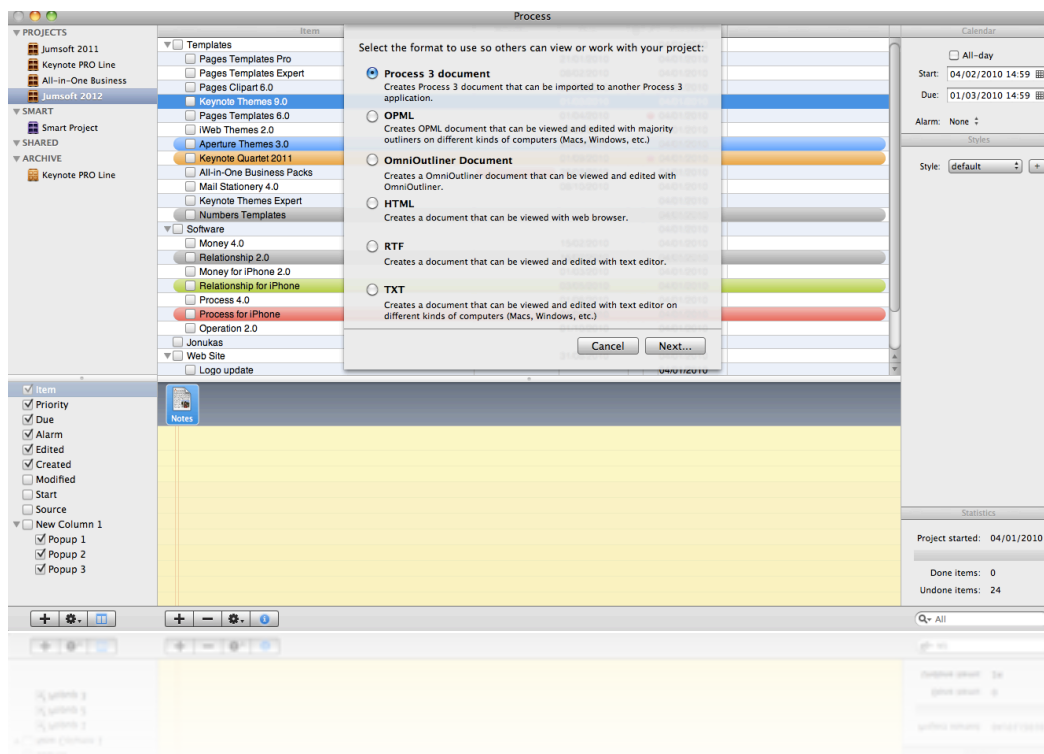 Process
PROJECTS
Jumsoft 2011
Keynote PRO Line
All-in-One Business
Jumsoft 2012
SMART
Smart Project
SHARED
ARCHIVE
Keynote PRO Line
Item
Templates
Pages Templates Pro
Pages Templates Expert
Pages Clipart 6.0
Keynote Themes 9.0
Pages Templates 6.0
iWeb Themes 2.0
Aperture Themes 3.0
Keynote Quartet 2011
All-in-One Business Packs
Mail Stationery 4.0
Keynote Themes Expert
Numbers Templates
Software
Money 4.0
Relationship 2.0
Money for iPhone 2.0
Relationship for iPhone
Process 4.0
Process for iPhone
Operation 2.0
Jonukas
Web Site
Logo update
04/01/2010
Select the format to use so others can view or work with your project:
Process 3 document
Creates Process 3 document that can be imported to another Process 3
application.
OPML
Creates OPML document that can be viewed and edited with majority
outliners on different kinds of computers (Macs, Windows, etc.)
OmniOutliner Document
Creates a OmniOutliner document that can be viewed and edited with
OmniOutliner.
HTML
Creates a document that can be viewed with web browser.
RTF
Creates a document that can be viewed and edited with text editor.
TXT
Creates a document that can be viewed and edited with text editor on
different kinds of computers (Macs, Windows, etc.)
Cancel
Next...
Calendar
All-day
Start: 04/02/2010 14:59
Due: 01/03/2010 14:59
Alarm: None
Styles
Style: default
Item
Priority
Due
Alarm
Edited
Created
Modified
Start
Source
New Column 1
Popup 1
Popup 2
Popup 3
Notes
Statistics
Project started: 04/01/2010
Done items: 0
Undone items: 24
All